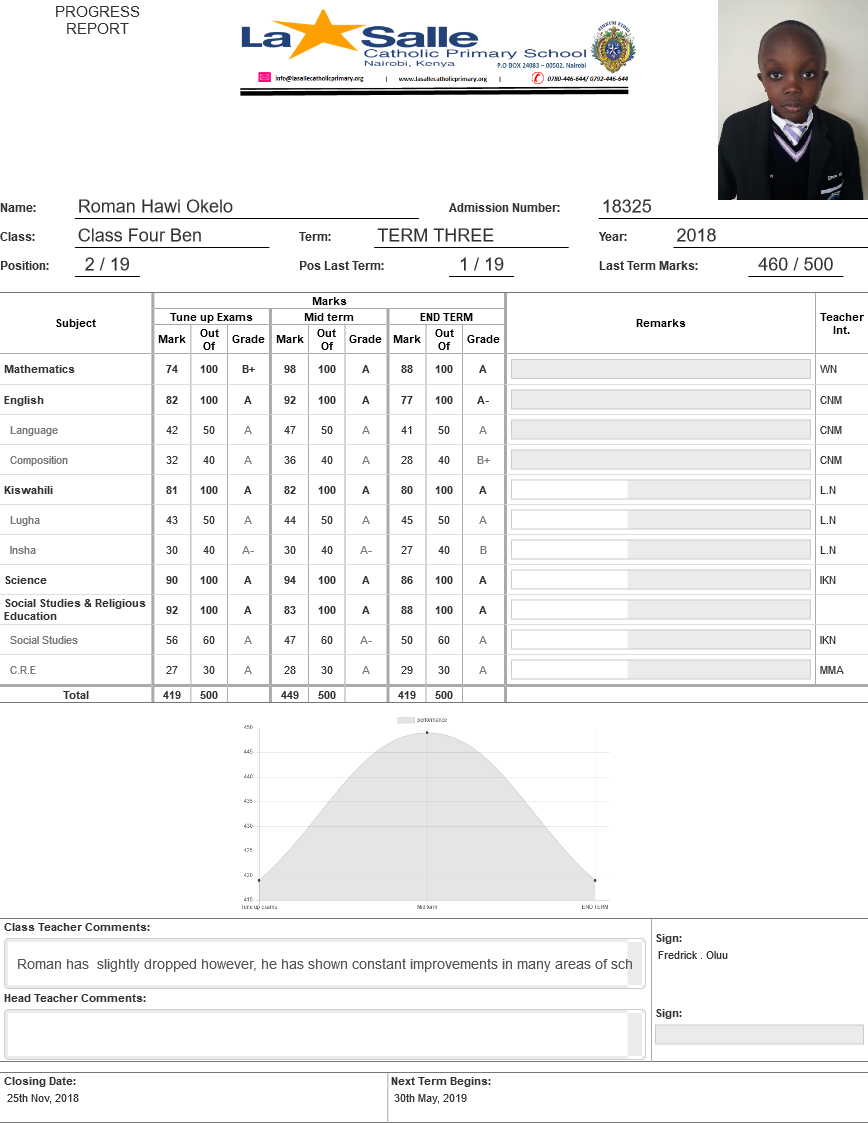 PROGRESS
REPORT
La Salle
Catholic Primary School
Nairobi, Kenya
P.O BOX 24083 – 00502, Nairobi
info@lasallecatholicprimary.org | www.lasallecatholicprimary.org | 0780-446-644/ 0792-446-644
Name: Roman Hawi Okelo Admission Number: 18325
Class: Class Four Ben Term: TERM THREE Year: 2018
Position: 2 / 19 Pos Last Term: 1 / 19 Last Term Marks: 460 / 500
Subject Marks Remarks Teacher Int.
Tune up Exams Mid term END TERM
Mark Out Of Grade Mark Out Of Grade Mark Out Of Grade
Mathematics 74 100 B+ 98 100 A 88 100 A WN
English 82 100 A 92 100 A 77 100 A- CNM
Language 42 50 A 47 50 A 41 50 A CNM
Composition 32 40 A 36 40 A 28 40 B+ CNM
Kiswahili 81 100 A 82 100 A 80 100 A L.N
Lugha 43 50 A 44 50 A 45 50 A L.N
Insha 30 40 A- 30 40 A- 27 40 B L.N
Science 90 100 A 94 100 A 86 100 A IKN
Social Studies & Religious
Education 92 100 A 83 100 A 88 100 A
Social Studies 56 60 A 47 60 A- 50 60 A IKN
C.R.E 27 30 A 28 30 A 29 30 A MMA
Total 419 500 449 500 419 500
performance
450
445
440
435
430
425
420
415
Tune up Exams Mid term END TERM
Class Teacher Comments:
Roman has slightly dropped however, he has shown constant improvements in many areas of sch
Sign:
Fredrick . Oluu
Head Teacher Comments:
Sign:
Closing Date: Next Term Begins:
25th Nov, 2018 30th May, 2019